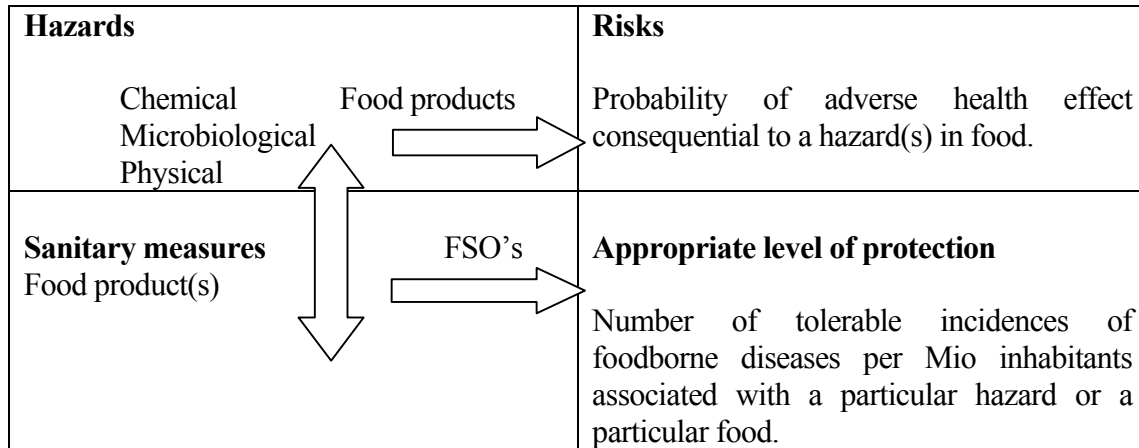 Hazards
Chemical Food products
Microbiological
Physical
Risks
Probability of adverse health effect
consequential to a hazard(s) in food.
Sanitary measures FSO's
Food product(s)
Appropriate level of protection
Number of tolerable incidences of
foodborne diseases per Mio inhabitants
associated with a particular hazard or a
particular food.